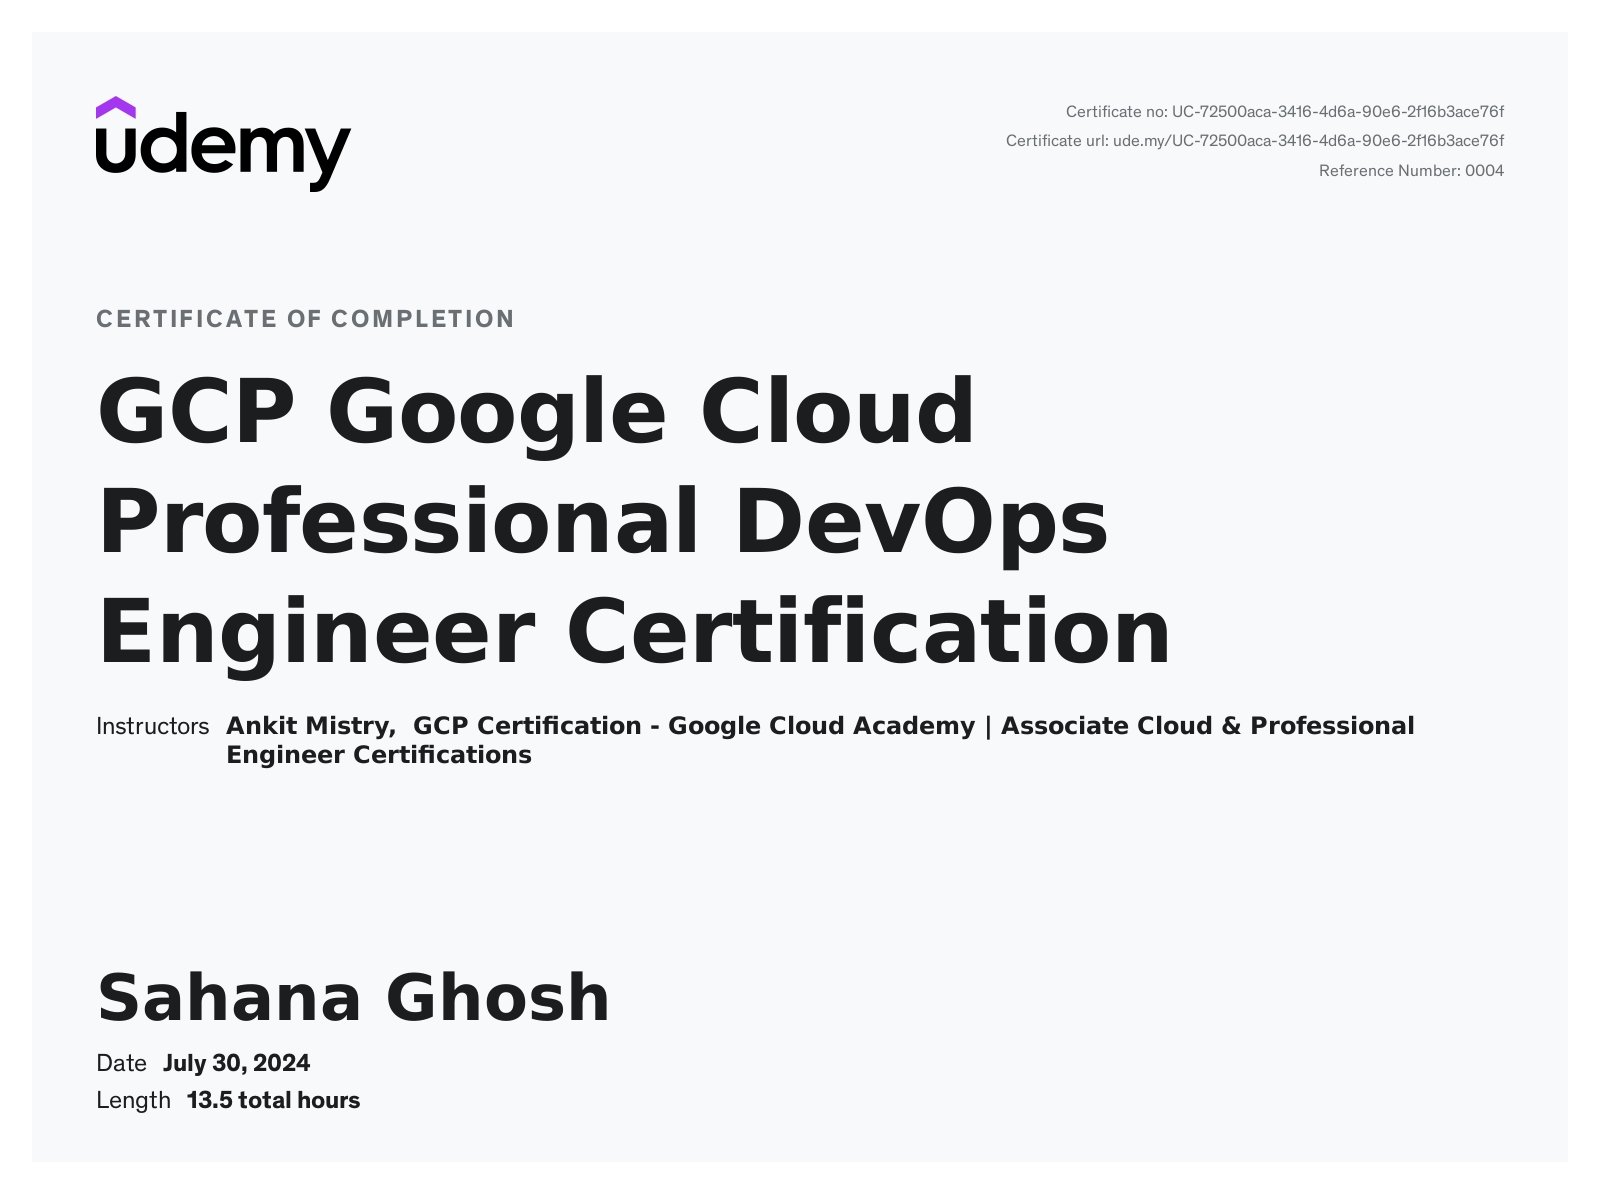 udemy
Certificate no: UC-72500aca-3416-4d6a-90e6-2f16b3ace76f
Certificate url: ude.my/UC-72500aca-3416-4d6a-90e6-2f16b3ace76f
Reference Number: 0004
CERTIFICATE OF COMPLETION
GCP Google Cloud
Professional DevOps
Engineer Certification
Instructors Ankit Mistry, GCP Certification - Google Cloud Academy | Associate Cloud & Professional
Engineer Certifications
Sahana Ghosh
Date July 30, 2024
Length 13.5 total hours